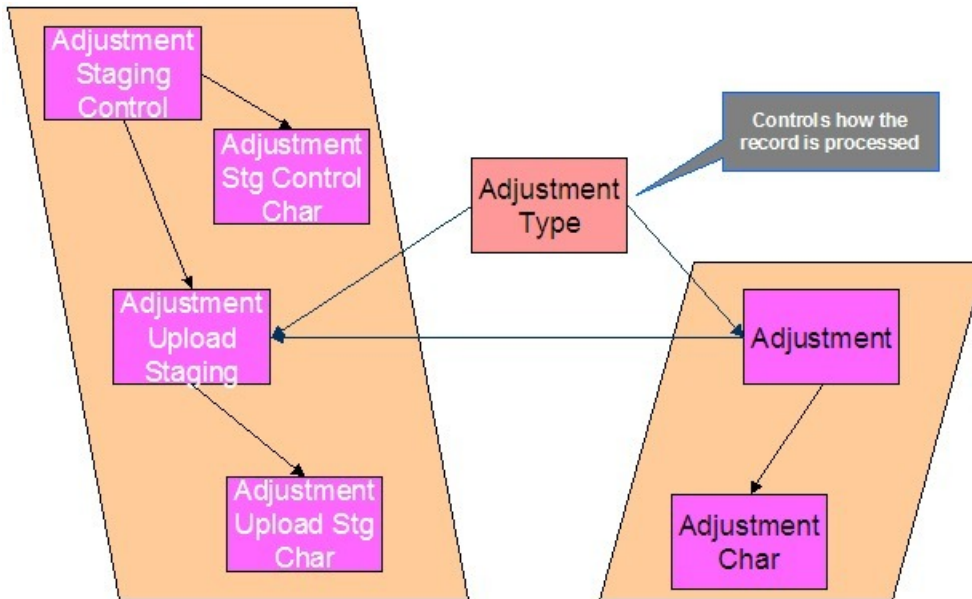 Adjustment
Staging
Control
Adjustment
Stg Control
Char
Controls how the
record is processed
Adjustment
Type
Adjustment
Upload
Staging
Adjustment
Adjustment
Upload Stg
Char
Adjustment
Char